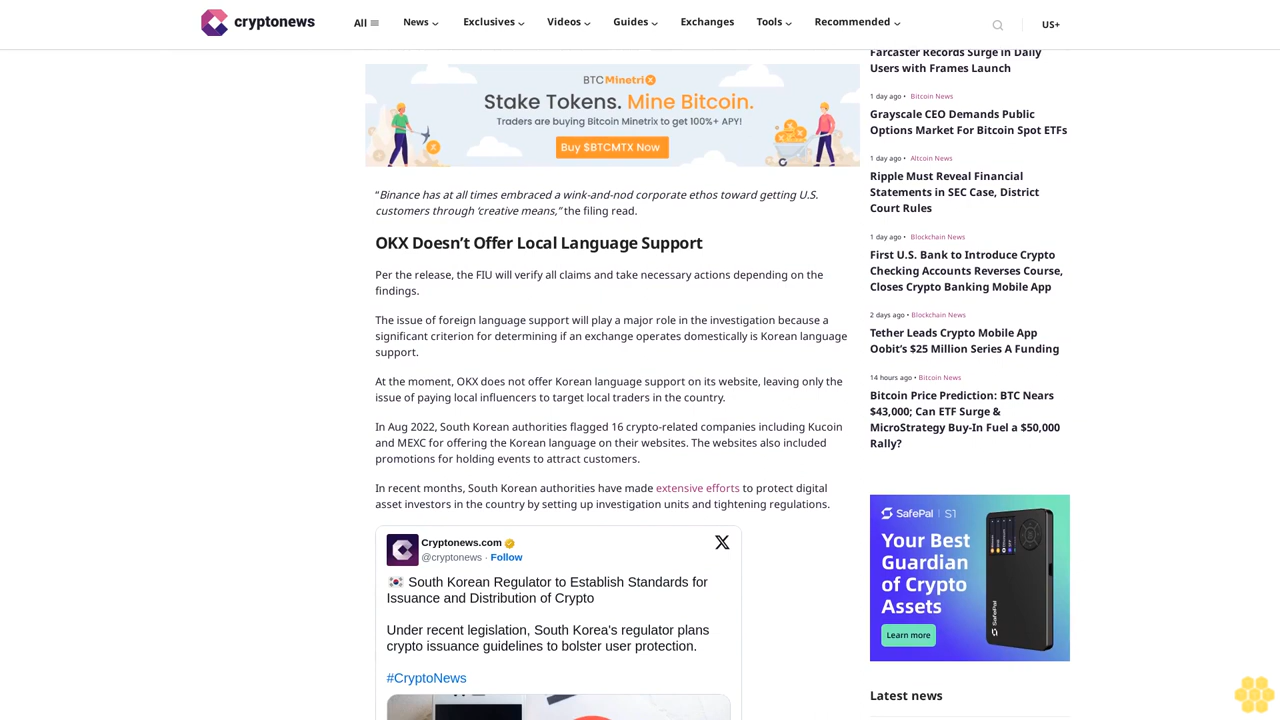 cryptonews
All
News
Exclusives
Videos
Guides
Exchanges
Tools
Recommended
US+
BTC Minetrix
Stake Tokens. Mine Bitcoin.
Traders are buying Bitcoin Minetrix to get 100%+ APY!
Buy $BTCMTX Now
“Binance has at all times embraced a wink-and-nod corporate ethos toward getting U.S.
customers through ‘creative means,” the filing read.
OKX Doesn’t Offer Local Language Support
Per the release, the FIU will verify all claims and take necessary actions depending on the
findings.
The issue of foreign language support will play a major role in the investigation because a
significant criterion for determining if an exchange operates domestically is Korean language
support.
At the moment, OKX does not offer Korean language support on its website, leaving only the
issue of paying local influencers to target local traders in the country.
In Aug 2022, South Korean authorities flagged 16 crypto-related companies including Kucoin
and MEXC for offering the Korean language on their websites. The websites also included
promotions for holding events to attract customers.
In recent months, South Korean authorities have made extensive efforts to protect digital
asset investors in the country by setting up investigation units and tightening regulations.
Cryptonews.com
@cryptonews · Follow
🇰🇷 South Korean Regulator to Establish Standards for
Issuance and Distribution of Crypto
Under recent legislation, South Korea's regulator plans
crypto issuance guidelines to bolster user protection.
#CryptoNews
Farcaster Records Surge in Daily
Users with Frames Launch
1 day ago • Bitcoin News
Grayscale CEO Demands Public
Options Market For Bitcoin Spot ETFs
1 day ago • Altcoin News
Ripple Must Reveal Financial
Statements in SEC Case, District
Court Rules
1 day ago • Blockchain News
First U.S. Bank to Introduce Crypto
Checking Accounts Reverses Course,
Closes Crypto Banking Mobile App
2 days ago • Blockchain News
Tether Leads Crypto Mobile App
Oobit’s $25 Million Series A Funding
14 hours ago • Bitcoin News
Bitcoin Price Prediction: BTC Nears
$43,000; Can ETF Surge &
MicroStrategy Buy-In Fuel a $50,000
Rally?
SafePal | S1
Your Best
Guardian
of Crypto
Assets
Learn more
SafePal
Latest news